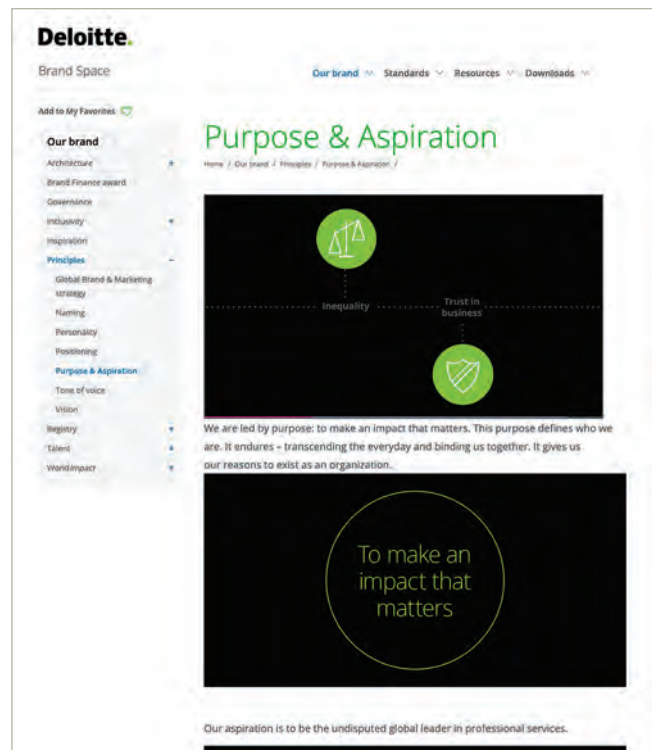 Deloitte.
Brand Space
Our brand Standards Resources Downloads
Add to My Favorites
Our brand
Architecture +
Brand Finance award
Governance
Inclusivity +
Inspiration
Principles –
Global Brand & Marketing
strategy
Naming
Personality
Positioning
Purpose & Aspiration
Tone of voice
Vision
Registry +
Talent +
WorldImpact +
Purpose & Aspiration
Home / Our brand / Principles / Purpose & Aspiration /
Inequality
Trust in
business
We are led by purpose: to make an impact that matters. This purpose defines who we
are. It endures – transcending the everyday and binding us together. It gives us
our reasons to exist as an organization.
To make an
impact that
matters
Our aspiration is to be the undisputed global leader in professional services.